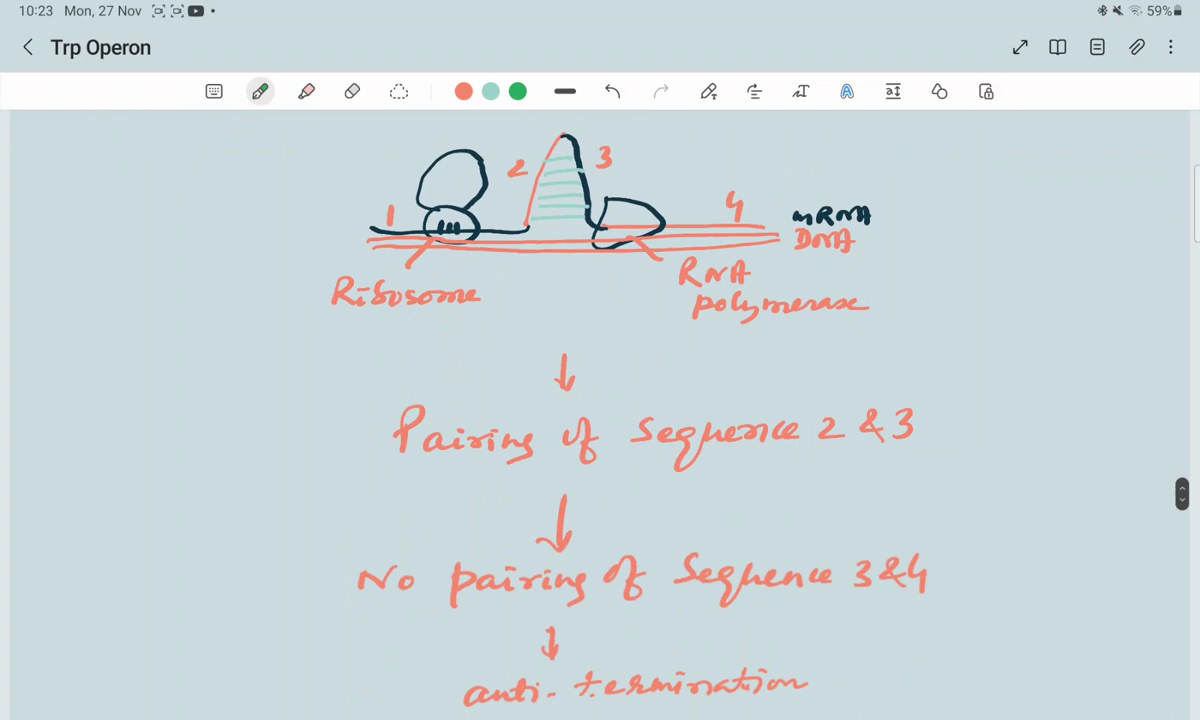 10:23 Mon, 27 Nov
59%
Trp Operon
2 3
1 4 mRNA
DNA
Ribosome RNA
polymerase
Pairing of sequence 2 & 3
No pairing of Sequence 3 & 4
anti-termination